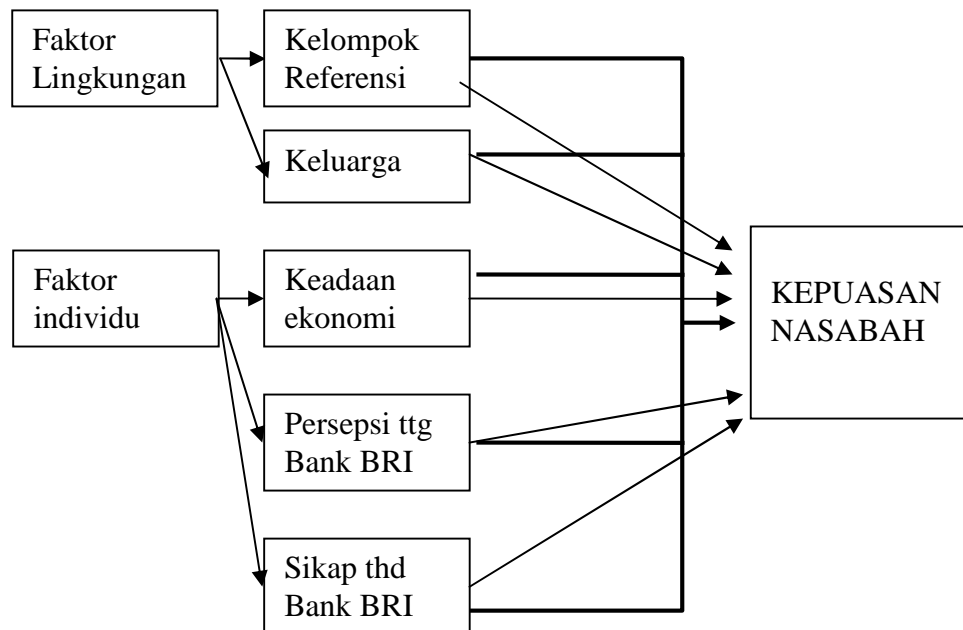 Faktor
Lingkungan
Kelompok
Referensi
Keluarga
Faktor
individu
Keadaan
ekonomi
Persepsi ttg
Bank BRI
Sikap thd
Bank BRI
KEPUASAN
NASABAH